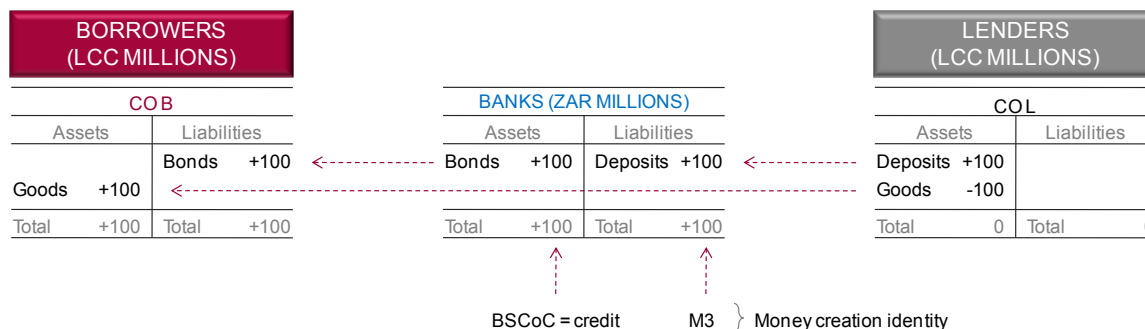 BORROWERS
(LCC MILLIONS)
LENDERS
(LCC MILLIONS)
COB
BANKS (ZAR MILLIONS)
COL
Assets Liabilities Assets Liabilities Assets Liabilities
Bonds +100 Bonds +100 Deposits +100 Deposits +100
Goods +100 Goods -100
Total +100 Total +100 Total +100 Total +100 Total 0 Total
BSCoC = credit M3 Money creation identity